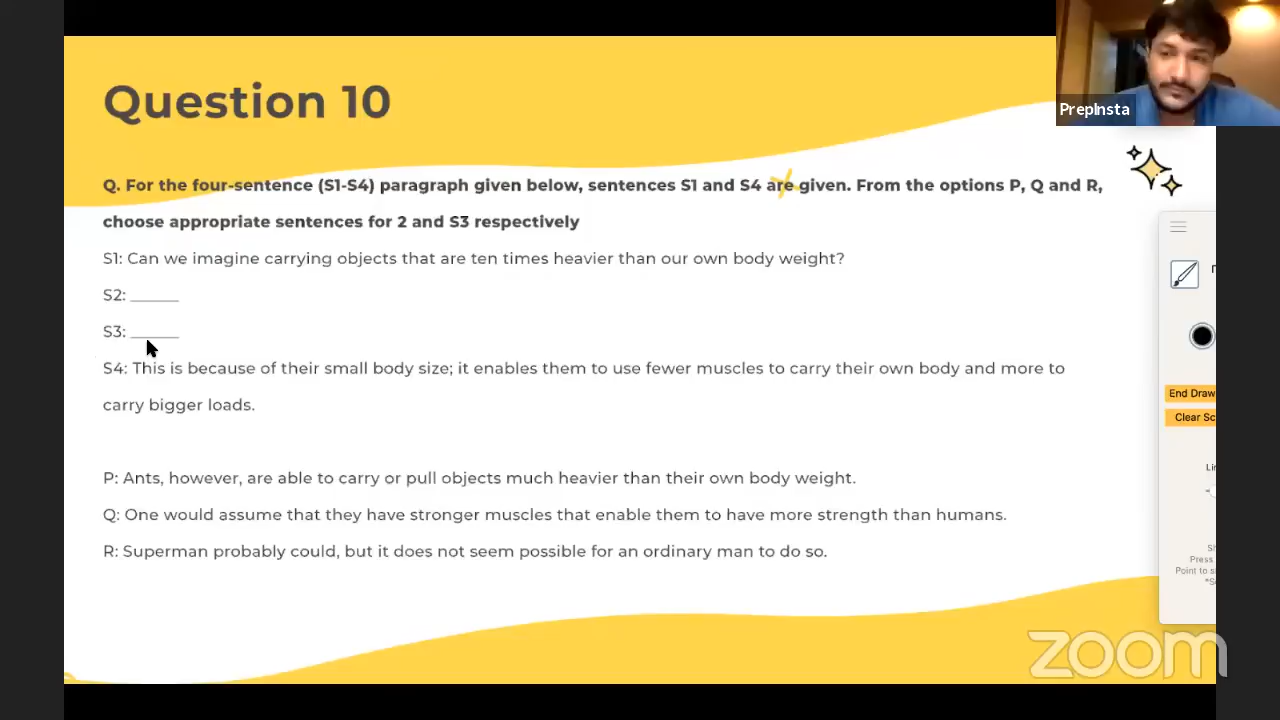 Question 10
PrepInsta
Q. For the four-sentence (S1-S4) paragraph given below, sentences S1 and S4 are given. From the options P, Q and R,
choose appropriate sentences for 2 and S3 respectively
S1: Can we imagine carrying objects that are ten times heavier than our own body weight?
S2: ______
S3: ______
S4: This is because of their small body size; it enables them to use fewer muscles to carry their own body and more to
carry bigger loads.
P: Ants, however, are able to carry or pull objects much heavier than their own body weight.
Q: One would assume that they have stronger muscles that enable them to have more strength than humans.
R: Superman probably could, but it does not seem possible for an ordinary man to do so.
End Draw
Clear Sc
Press
Point to
zoom